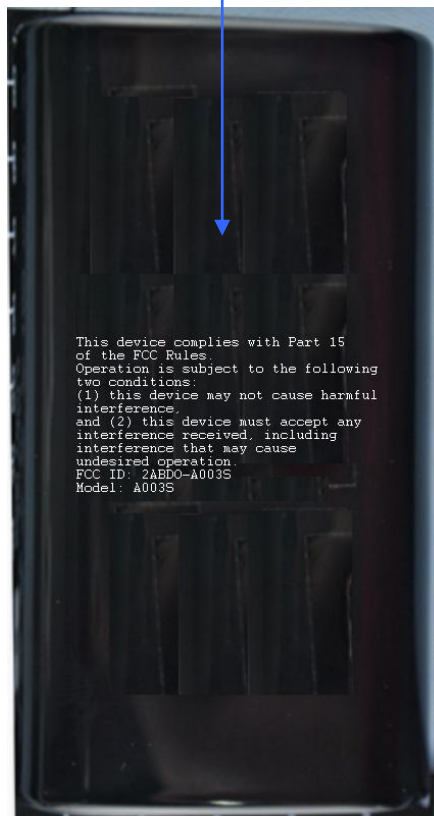 This device complies with Part 15
of the FCC Rules.
Operation is subject to the following
two conditions:
(1) this device may not cause harmful
interference,
and (2) this device must accept any
interference received, including
interference that may cause
undesired operation.
FCC ID: 2ABDO-A003S
Model: A003S